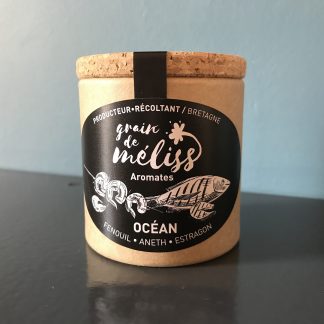 PRODUCTEUR•RÉCOLTANT / BRETAGNE
grain
de
méliss
Aromates
OCÉAN
FENOUIL • ANETH • ESTRAGON